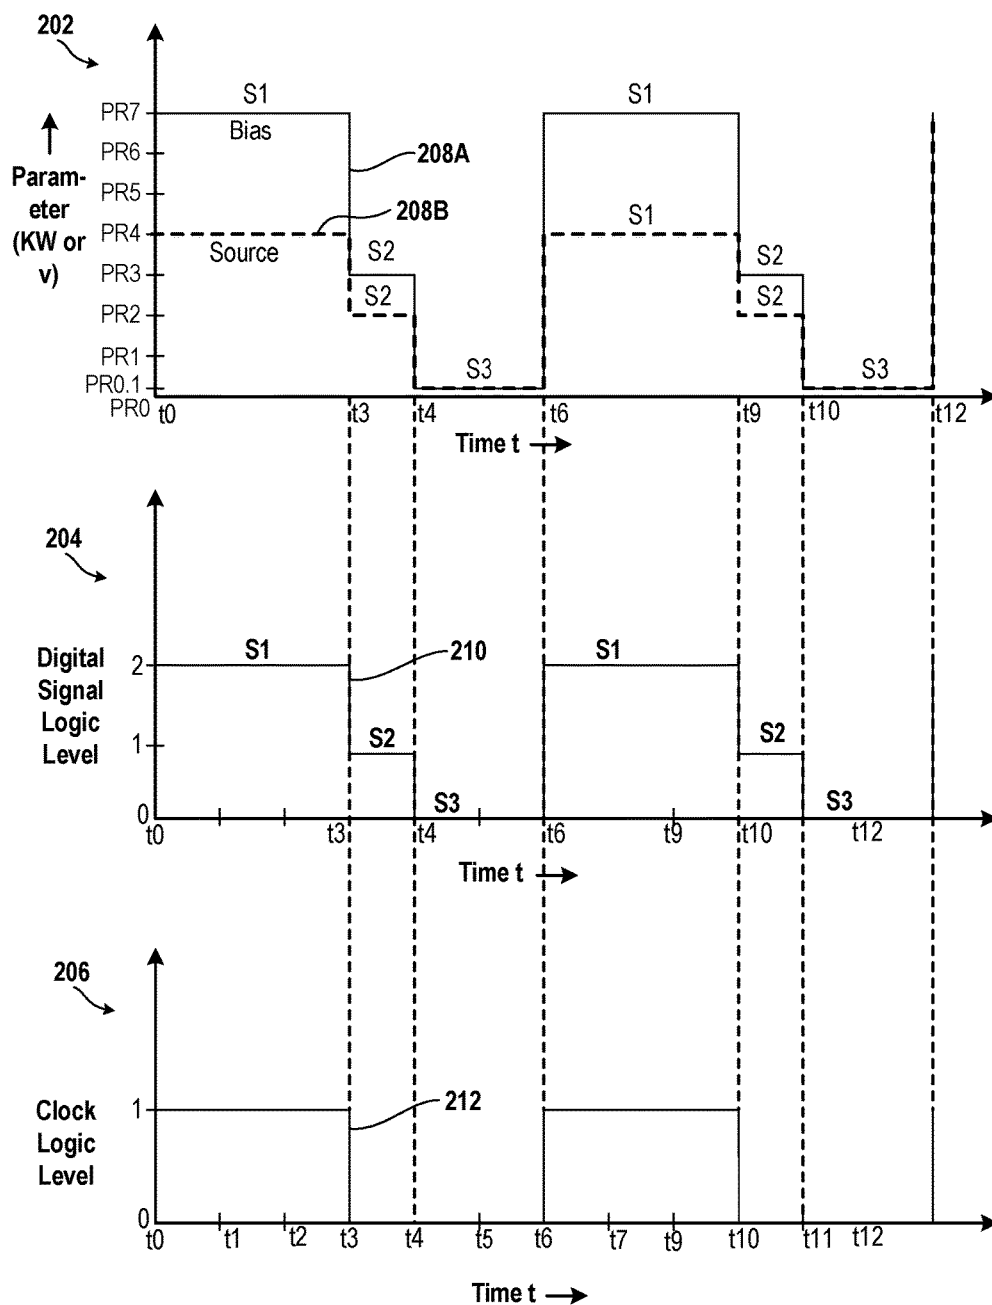 202
S1
S1
PR7
Bias
PR6
208A
Param-
eter
(KW or
v)
PR5
208B
S1
PR4
Source
S2
S2
PR3
S2
S2
PR2
PR1
S3
S3
PR0.1
PR0
t0
t3
t4
t6
t9
t10
t12
Time t
204
Digital
Signal
Logic
Level
2
S1
210
S1
1
S2
S2
S3
S3
0
t0
t3
t4
t6
t9
t10
t12
Time t
206
Clock
Logic
Level
1
212
0
t0
t1
t2
t3
t4
t5
t6
t7
t9
t10
t11
t12
Time t